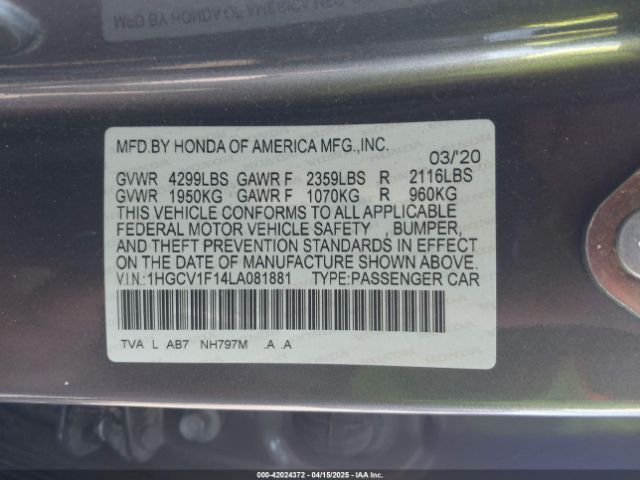 MFD.BY HONDA OF AMERICA MFG.,INC.
03/'20
GVWR 4299LBS GAWR F 2359LBS R 2116LBS
GVWR 1950KG GAWR F 1070KG R 960KG
THIS VEHICLE CONFORMS TO ALL APPLICABLE
FEDERAL MOTOR VEHICLE SAFETY , BUMPER,
AND THEFT PREVENTION STANDARDS IN EFFECT
ON THE DATE OF MANUFACTURE SHOWN ABOVE.
V.I.N.: 1HGCV1F14LA081881 TYPE:PASSENGER CAR
TVA L AB7 NH797M .A .A
000-42024372 - 04/15/2025 - IAA Inc.